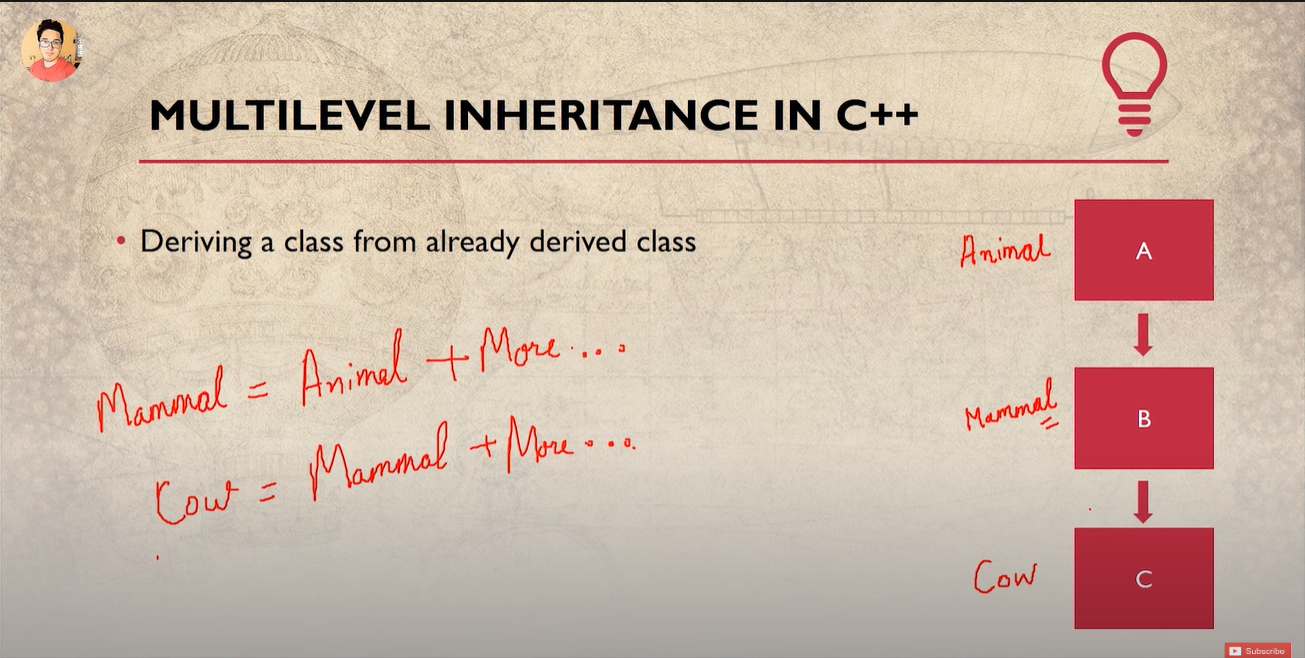 MULTILEVEL INHERITANCE IN C++
• Deriving a class from already derived class
Mammal = Animal + More ....
Cow = Mammal + More ....
Animal
A
Mammal
B
Cow
C
Subscribe